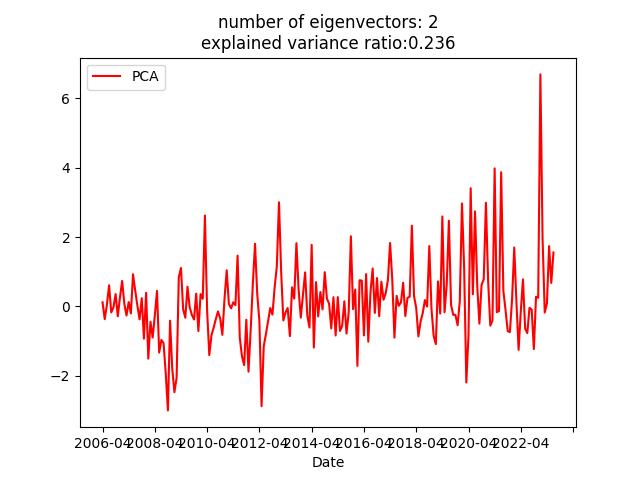 number of eigenvectors: 2
explained variance ratio:0.236
PCA
6
4
2
0
−2
2006-04 2008-04 2010-04 2012-04 2014-04 2016-04 2018-04 2020-04 2022-04
Date